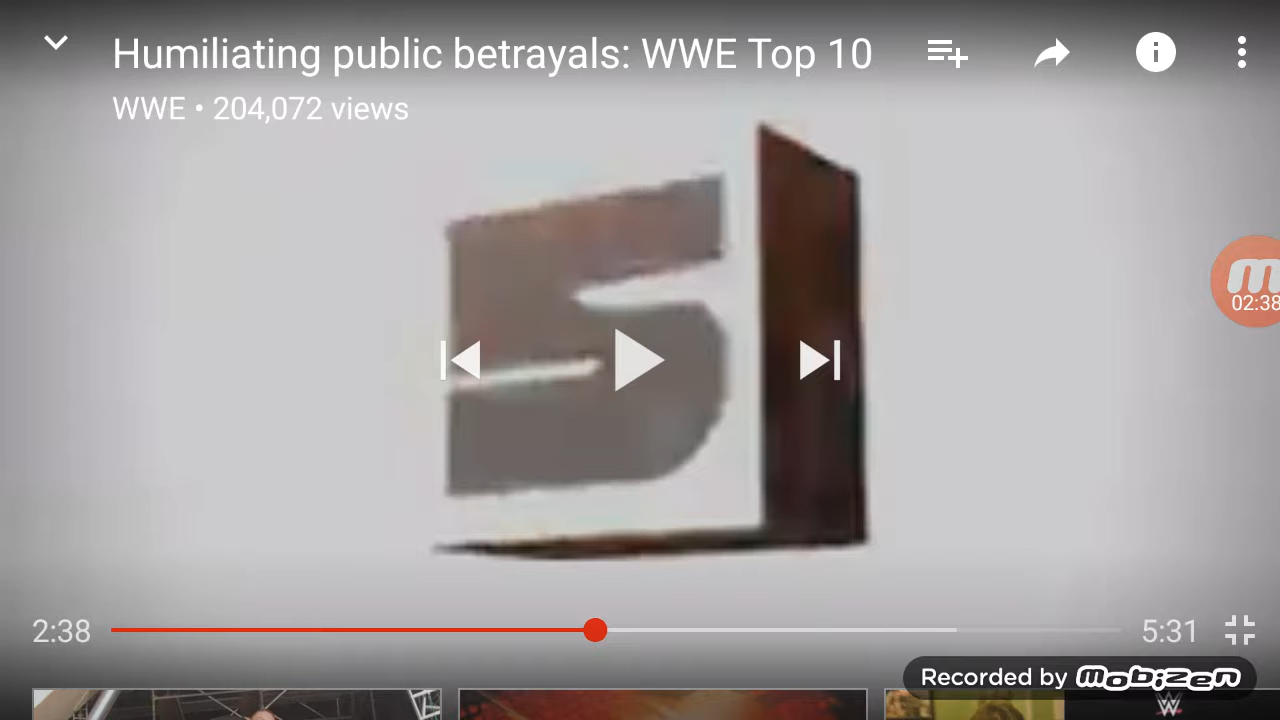 Humiliating public betrayals: WWE Top 10
WWE • 204,072 views
5
02:38
2:38
5:31
Recorded by mobizen